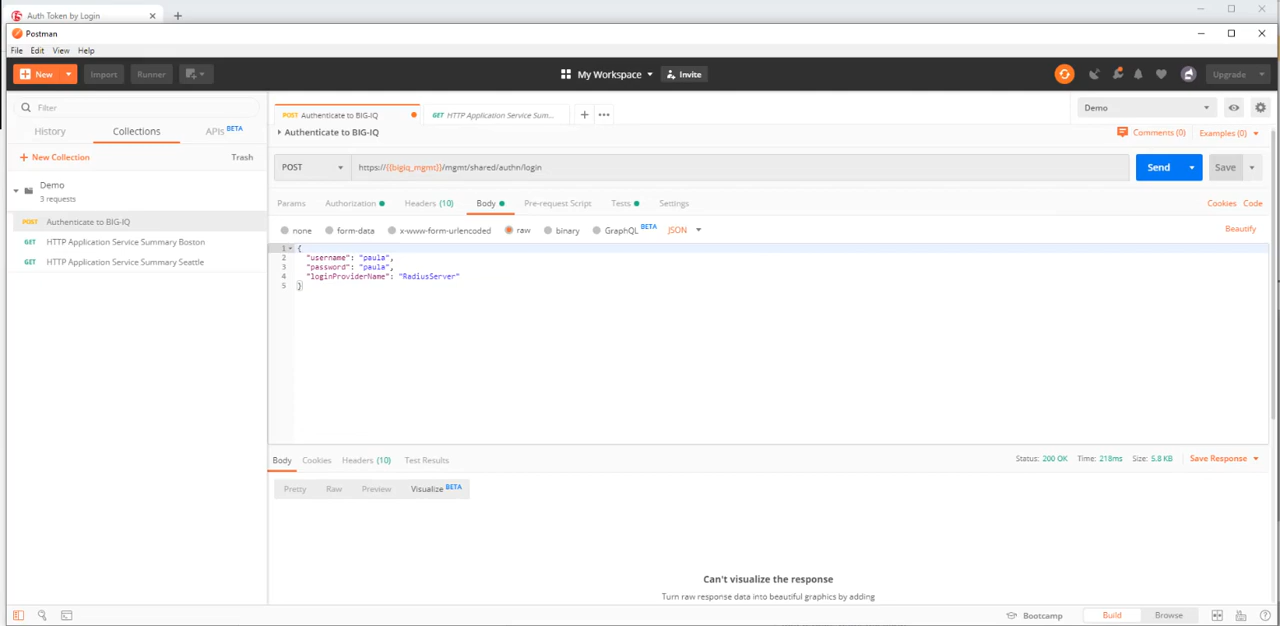 Auth Token by Login
Postman
File Edit View Help
New Import Runner My Workspace Invite Upgrade
Filter
History Collections APIs BETA
+ New Collection Trash
Demo
3 requests
POST Authenticate to BIG-IQ
GET HTTP Application Service Summary Boston
GET HTTP Application Service Summary Seattle
POST Authenticate to BIG-IQ GET HTTP Application Service Sum... Demo
Authenticate to BIG-IQ Comments (0) Examples (0)
POST https://{{bigiq_mgmt}}/mgmt/shared/authn/login Send Save
Params Authorization Headers (10) Body Pre-request Script Tests Settings Cookies Code
none form-data x-www-form-urlencoded raw binary GraphQL BETA JSON Beautify
1 {
2 "username": "paula",
3 "password": "paula",
4 "loginProviderName": "RadiusServer"
5 }
Body Cookies Headers (10) Test Results Status: 200 OK Time: 218ms Size: 5.8 KB Save Response
Pretty Raw Preview Visualize BETA
Can't visualize the response
Turn raw response data into beautiful graphics by adding
Bootcamp Build Browse